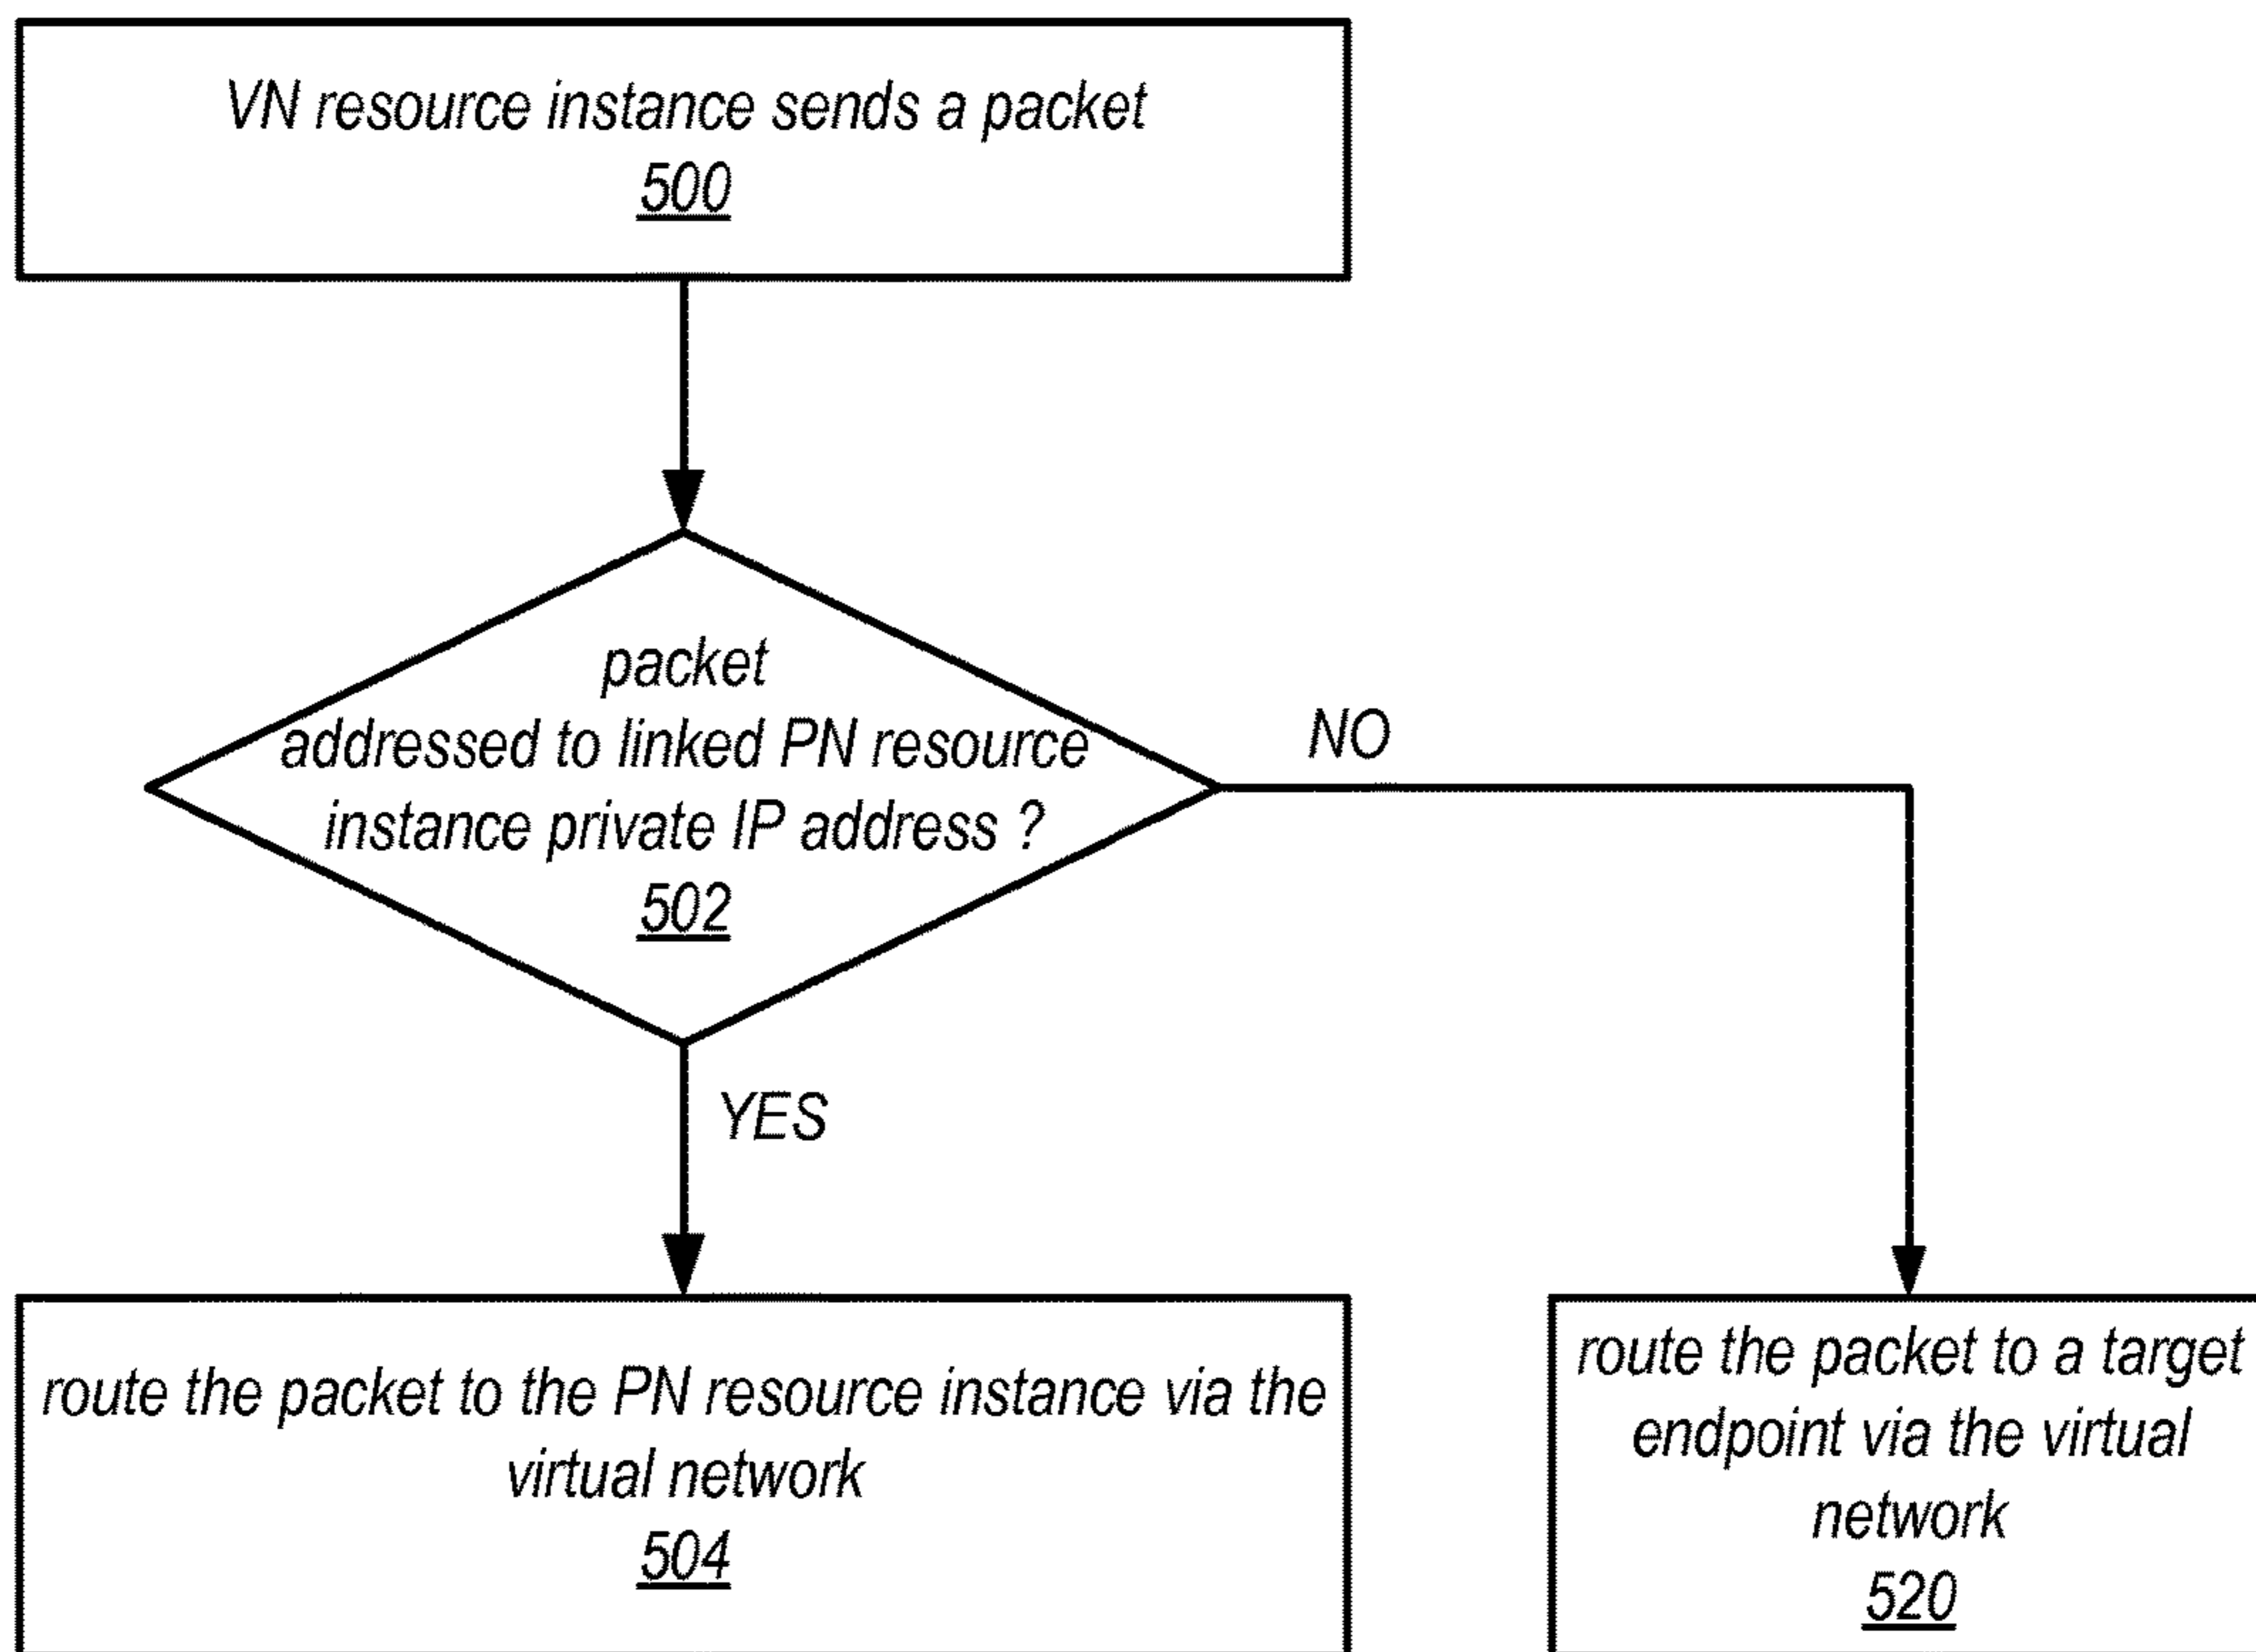 VN resource instance sends a packet
500
packet
addressed to linked PN resource
instance private IP address ?
502
NO
YES
route the packet to the PN resource instance via the
virtual network
504
route the packet to a target
endpoint via the virtual
network
520